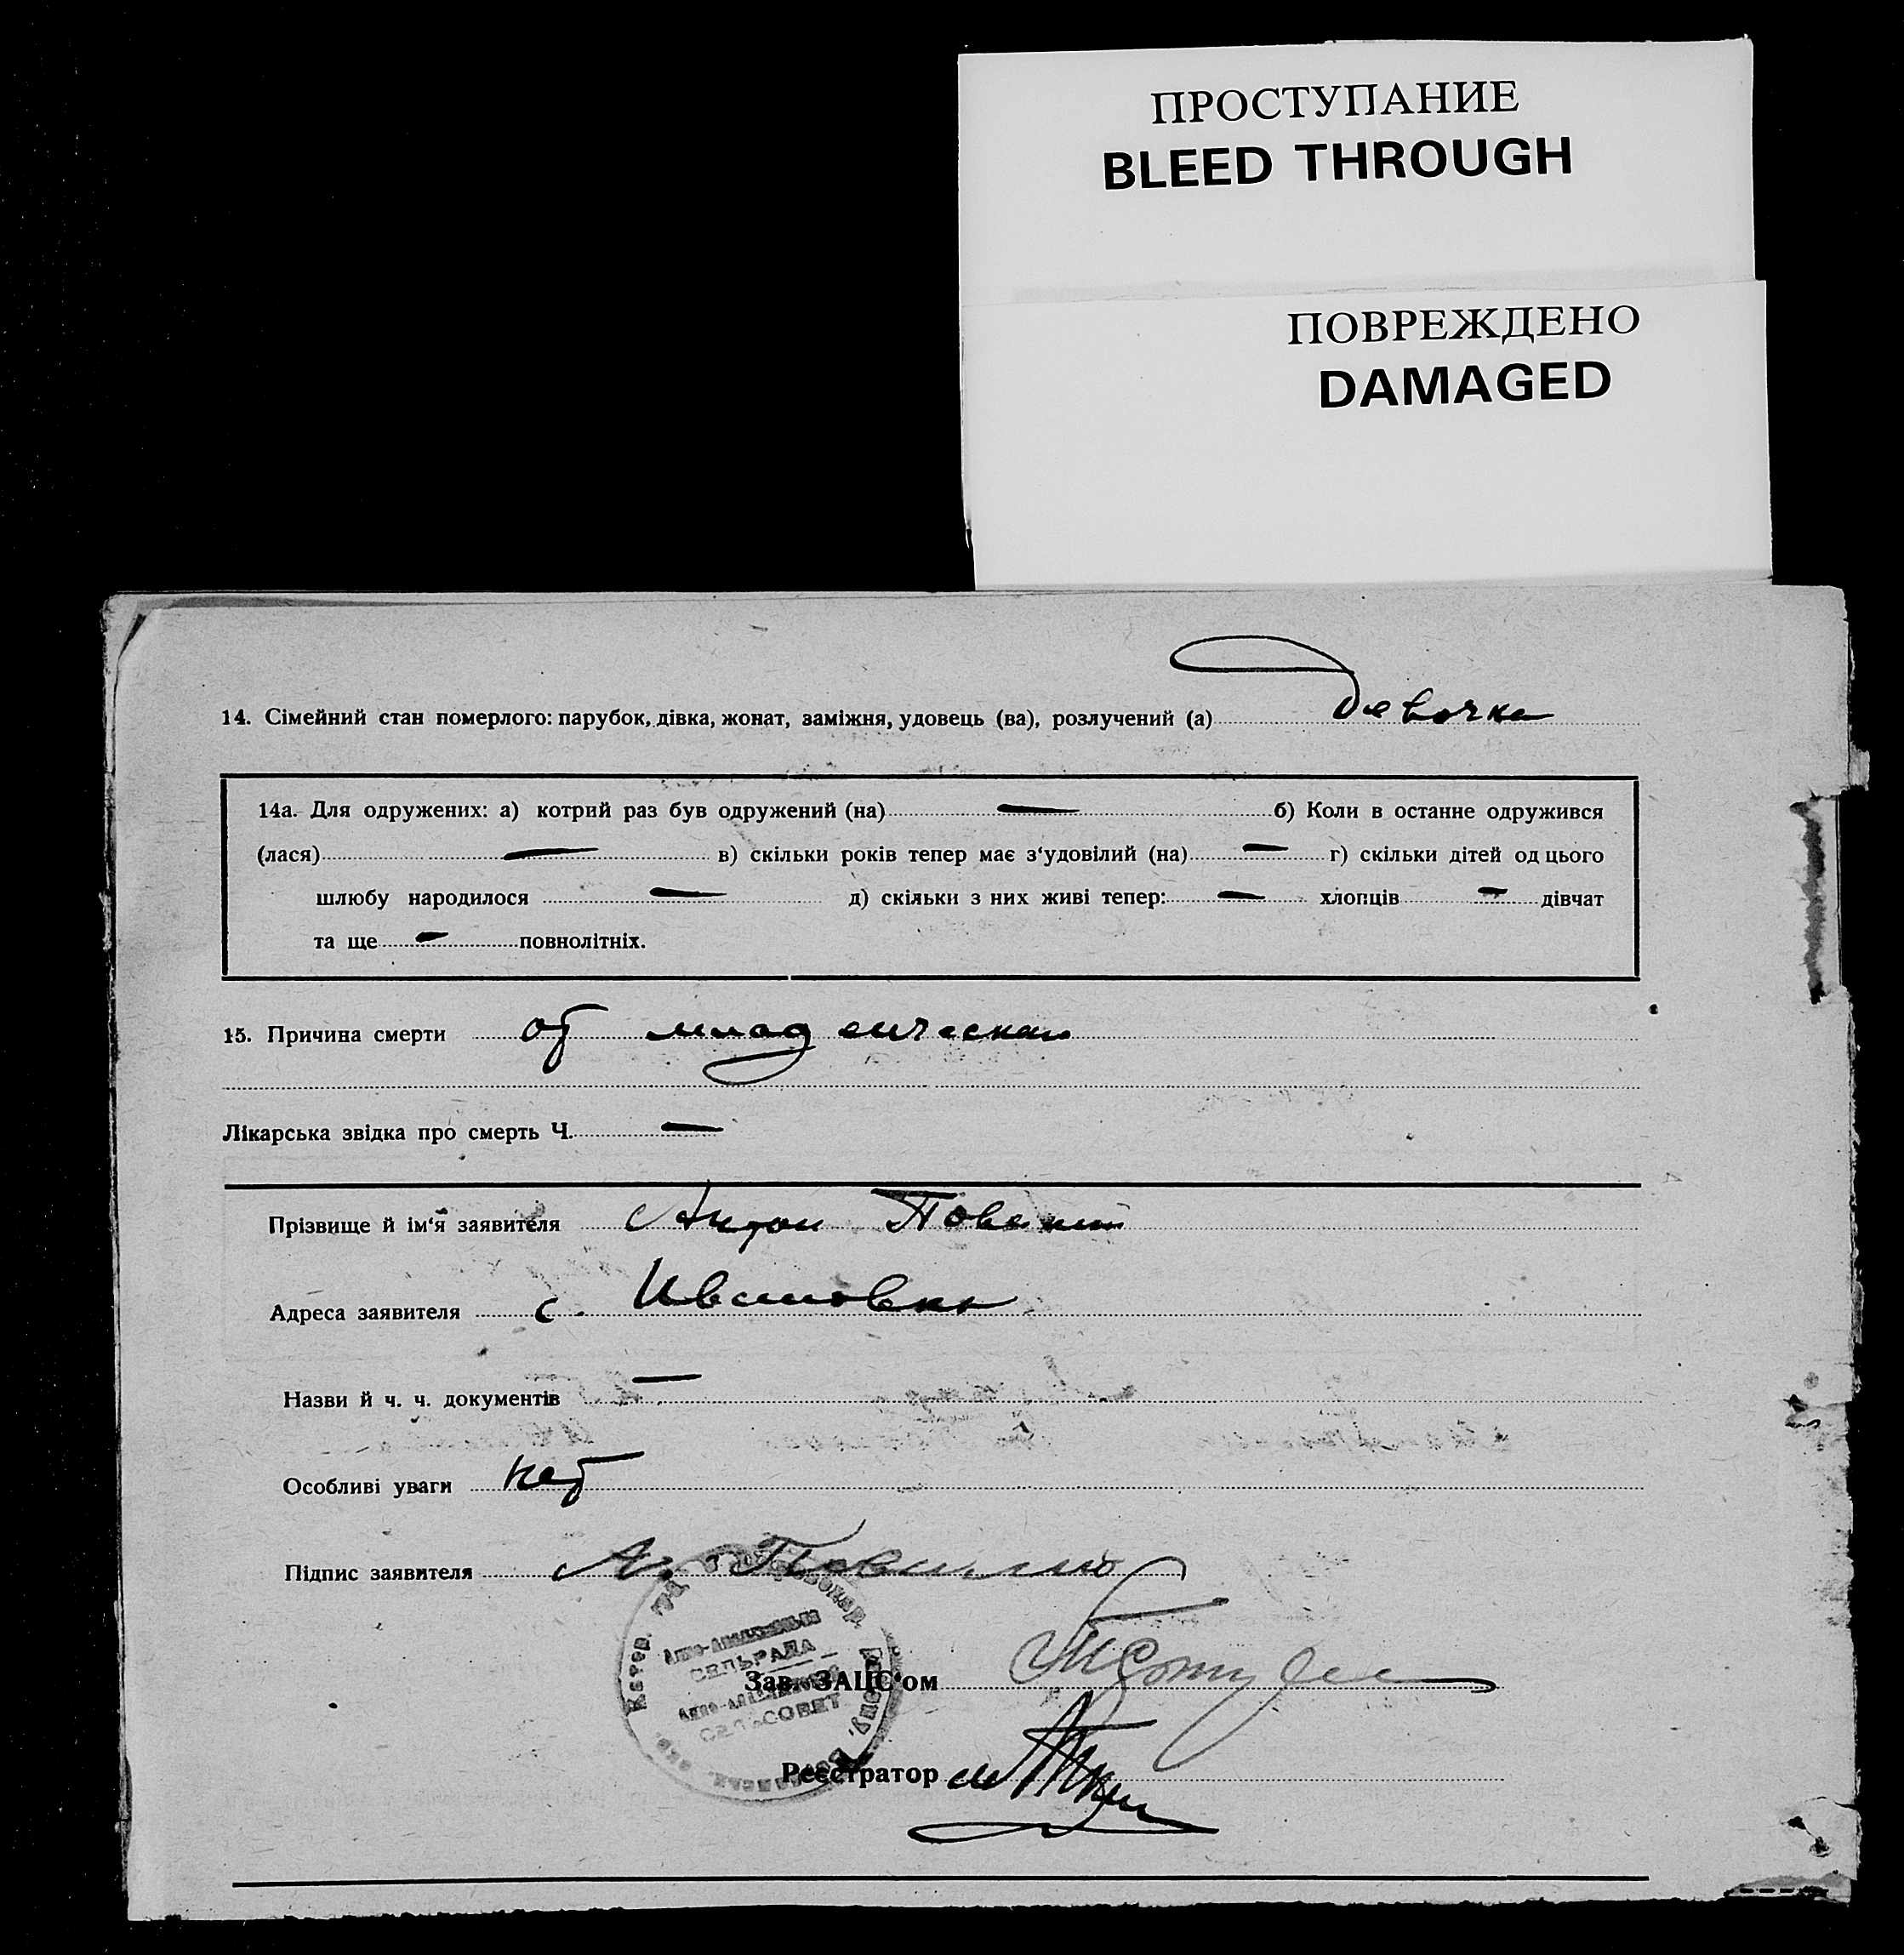 ПРОСТУПАНИЕ
BLEED THROUGH
ПОВРЕЖДЕНО
DAMAGED
14. Сімейний стан померлого: парубок, дівка, жонат, заміжня, удовець (ва), розлучений (а) Девочка
14а. Для одружених: а) котрий раз був одружений (на) — б) Коли в останне одружився
(лася) — в) скільки років тепер має з‘удовілий (на) — г) скільки дітей од цього
шлюбу народилося — д) скільки з них живі тепер: — хлопців — дівчат
та ще — повнолітніх.
15. Причина смерти от младенческая
Лікарська звідка про смерть Ч. —
Прізвище й ім‘я заявителя Антон
Адреса заявителя с. Ивановка
Назви й ч. ч. документів —
Особливі уваги нет
Підпис заявителя А.
СЕЛЬРАДА
Зав. ЗАЦС‘ом
СЕЛЬСОВЕТ
Реєстратор